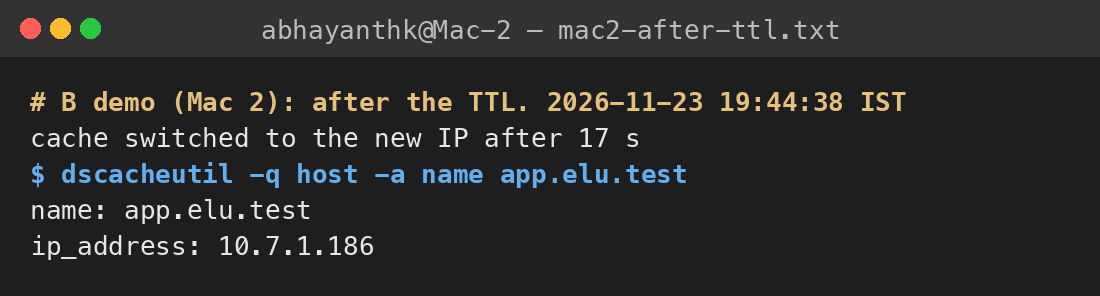 abhayanthk@Mac-2 — mac2-after-ttl.txt
# B demo (Mac 2): after the TTL. 2026-11-23 19:44:38 IST
cache switched to the new IP after 17 s
$ dscacheutil -q host -a name app.elu.test
name: app.elu.test
ip_address: 10.7.1.186